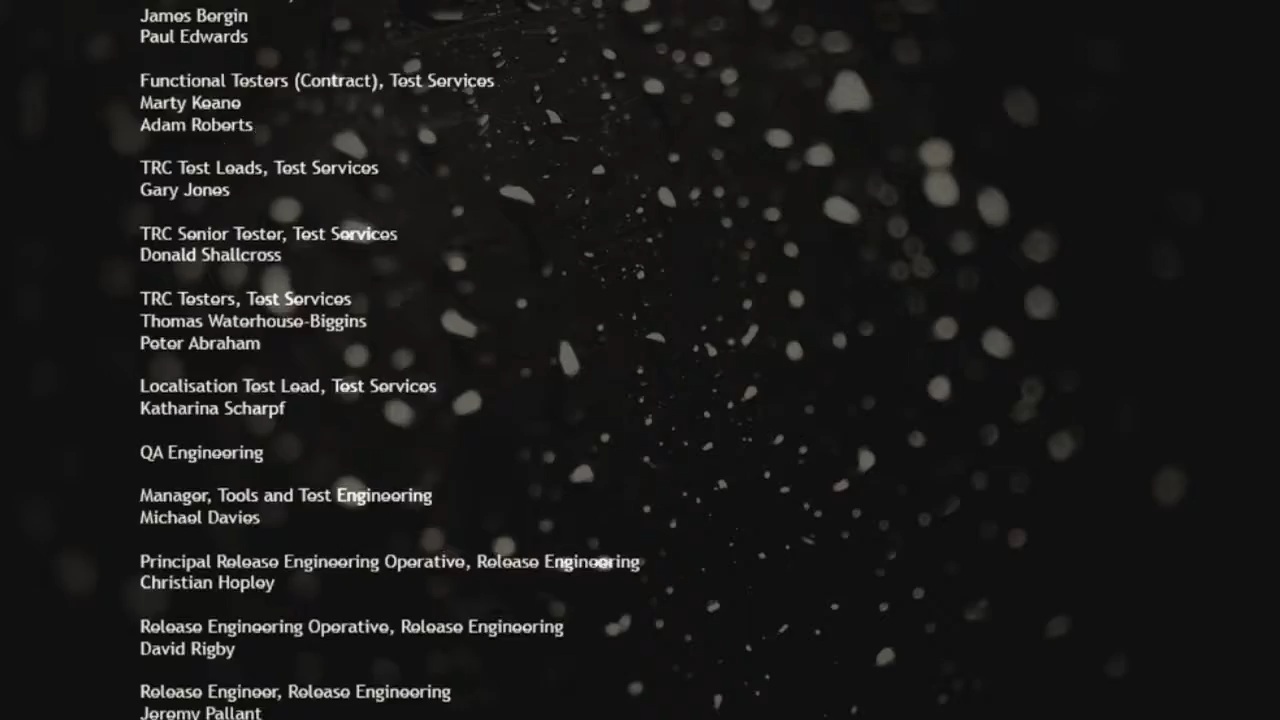 James Bergin
Paul Edwards
Functional Testers (Contract), Test Services
Marty Keane
Adam Roberts
TRC Test Leads, Test Services
Gary Jones
TRC Senior Tester, Test Services
Donald Shallcross
TRC Testers, Test Services
Thomas Waterhouse-Biggins
Peter Abraham
Localisation Test Lead, Test Services
Katharina Scharpf
QA Engineering
Manager, Tools and Test Engineering
Michael Davies
Principal Release Engineering Operative, Release Engineering
Christian Hopley
Release Engineering Operative, Release Engineering
David Rigby
Release Engineer, Release Engineering
Jeremy Pallant